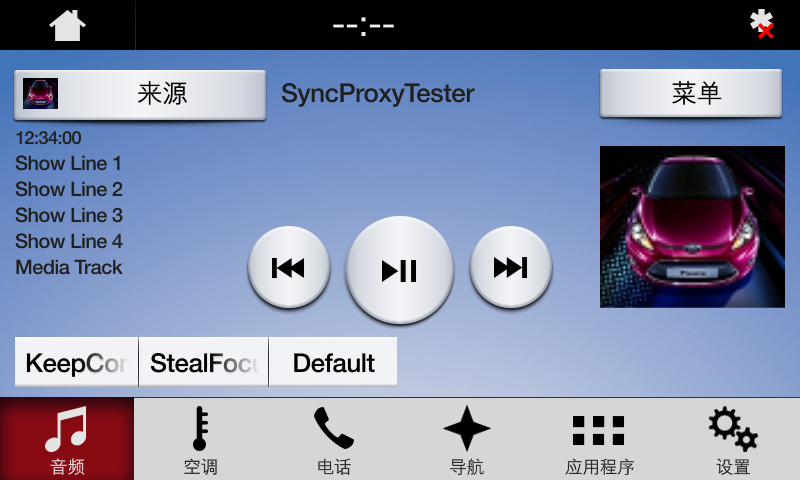 --:--
来源
SyncProxyTester
菜单
12:34:00
Show Line 1
Show Line 2
Show Line 3
Show Line 4
Media Track
KeepCor
StealFocu
Default
音频
空调
电话
导航
应用程序
设置